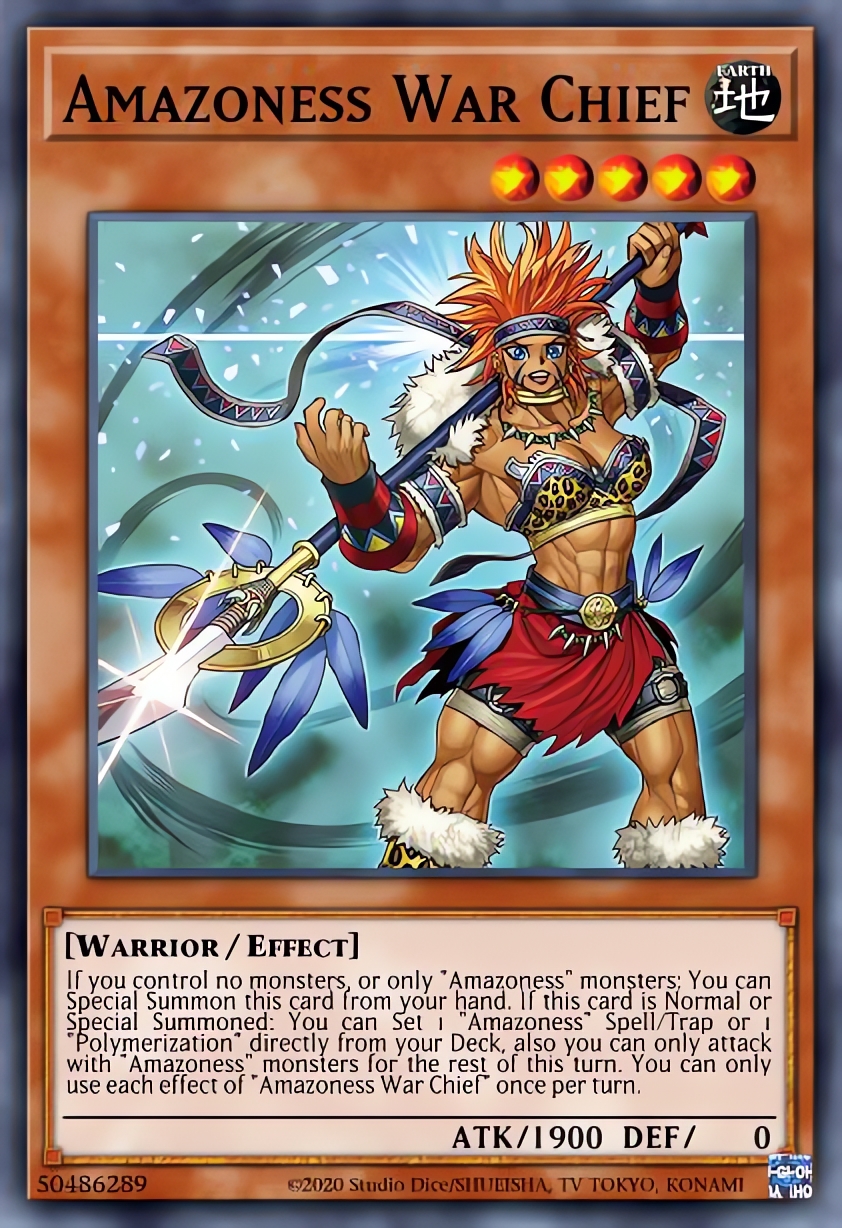 Amazoness War Chief
EARTH
地
[Warrior / Effect]
If you control no monsters, or only "Amazoness" monsters: You can
Special Summon this card from your hand. If this card is Normal or
Special Summoned: You can Set 1 "Amazoness" Spell/Trap or 1
"Polymerization" directly from your Deck, also you can only attack
with "Amazoness" monsters for the rest of this turn. You can only
use each effect of "Amazoness War Chief" once per turn.
ATK/1900 DEF/ 0
50486289 ©2020 Studio Dice/SHUEISHA, TV TOKYO, KONAMI